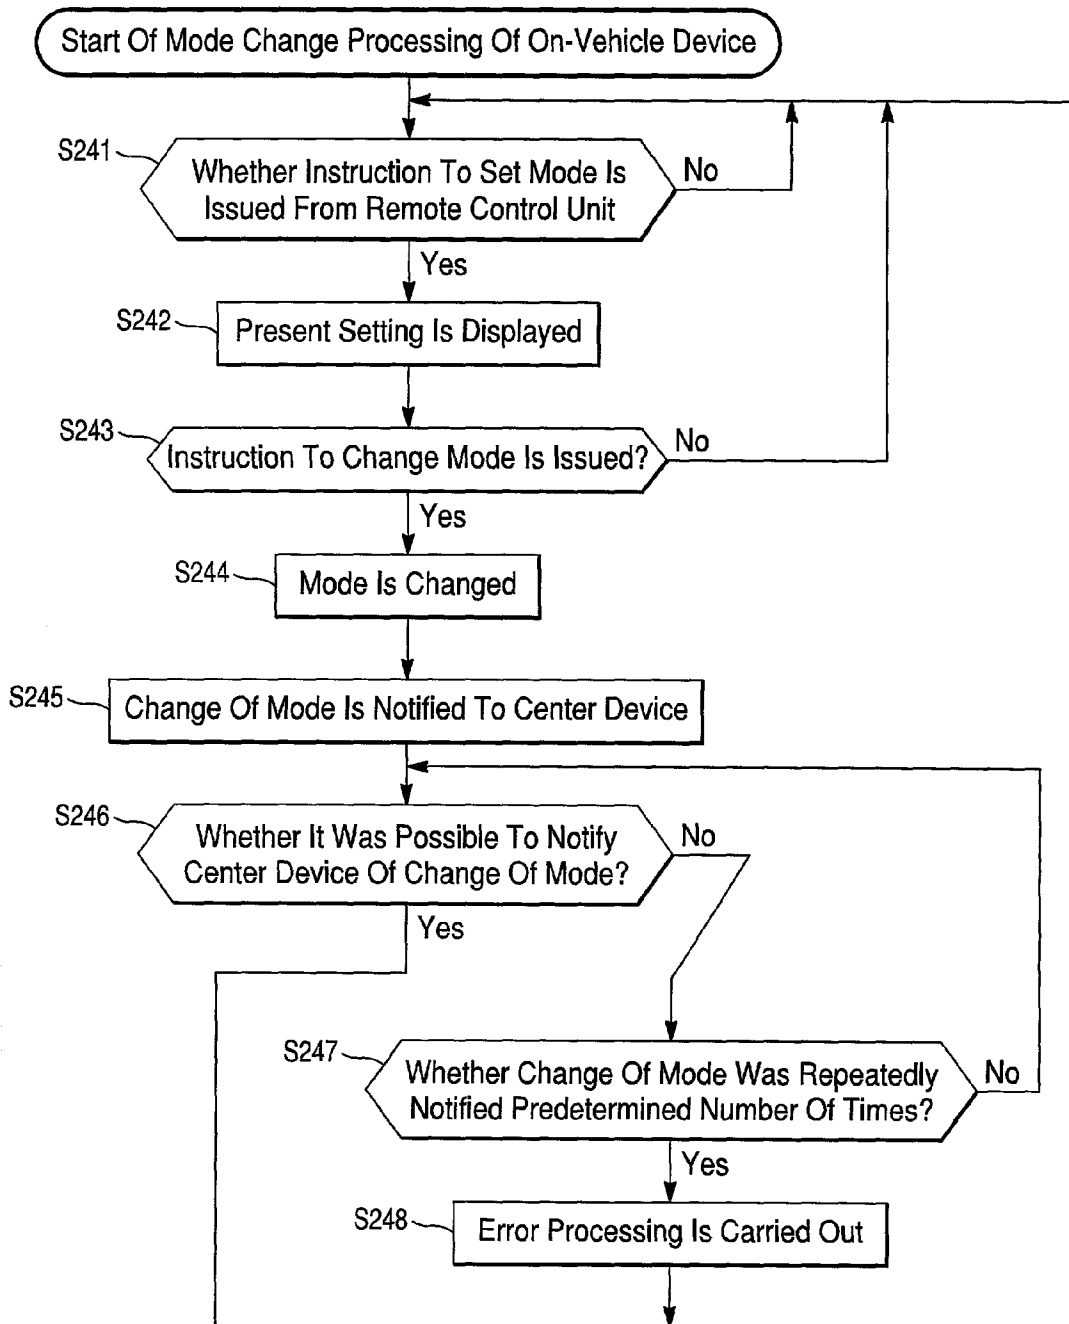 Start Of Mode Change Processing Of On-Vehicle Device
S241
Whether Instruction To Set Mode Is
Issued From Remote Control Unit
No
Yes
S242
Present Setting Is Displayed
S243
Instruction To Change Mode Is Issued?
No
Yes
S244
Mode Is Changed
S245
Change Of Mode Is Notified To Center Device
S246
Whether It Was Possible To Notify
Center Device Of Change Of Mode?
No
Yes
S247
Whether Change Of Mode Was Repeatedly
Notified Predetermined Number Of Times?
No
Yes
S248
Error Processing Is Carried Out